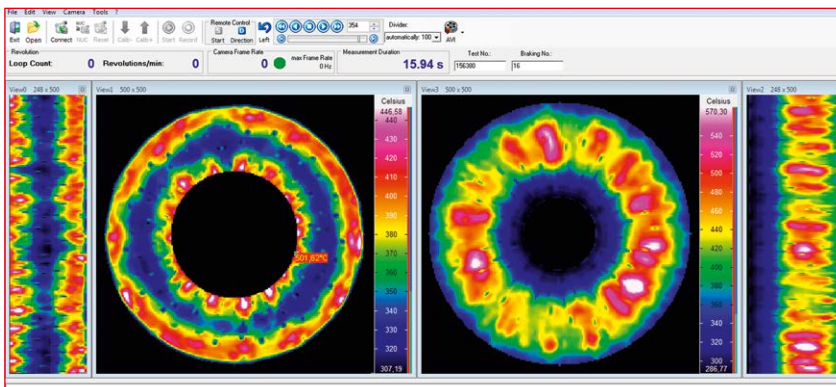 File Edit View Camera Tools ?
Exit Open Connect NUC Reset Calib- Calib+ Start Record
Remote Control
Start Direction Left
354
Divider:
automatically: 100
AVI
Revolution
Loop Count: 0 Revolutions/min: 0
Camera Frame Rate
0 max Frame Rate
0 Hz
Measurement Duration
15.94 s
Test No.: Braking No.:
156380 16
View0 248 x 500
View1 500 x 500
Celsius
446,58
440
430
420
410
400
390
380
370
360
350
340
330
320
307,19
501,62°C
View3 500 x 500
Celsius
570,30
540
520
500
480
460
440
420
400
380
360
340
320
300
286,77
View2 248 x 500